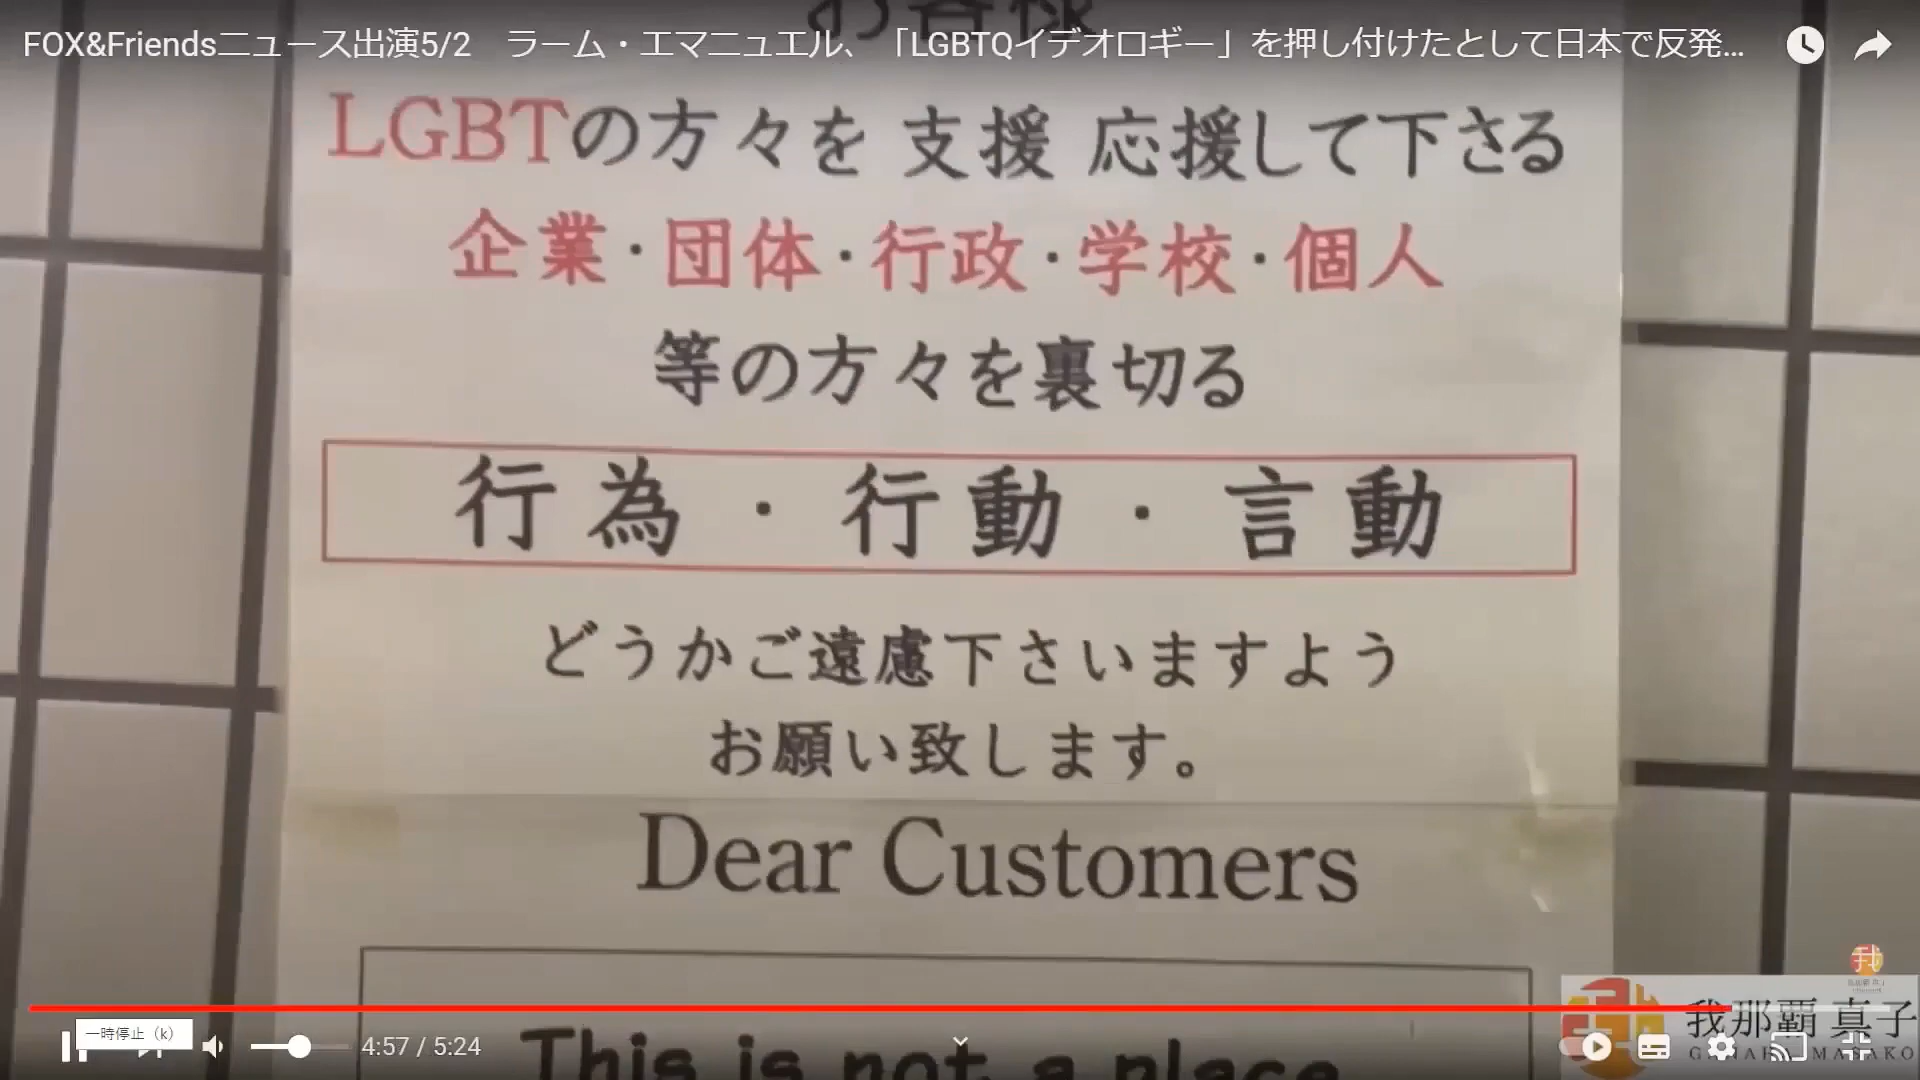 FOX&Friendsニュース出演5/2　ラーム・エマニュエル、「LGBTQイデオロギー」を押し付けたとして日本で反発...
お客様
LGBTの方々を 支援 応援して下さる
企業・団体・行政・学校・個人
等の方々を裏切る
行為・行動・言動
どうかご遠慮下さいますよう
お願い致します。
Dear Customers
This is not a place
我那覇 真子
GANAHA MASAKO
一時停止（k）
4:57 / 5:24